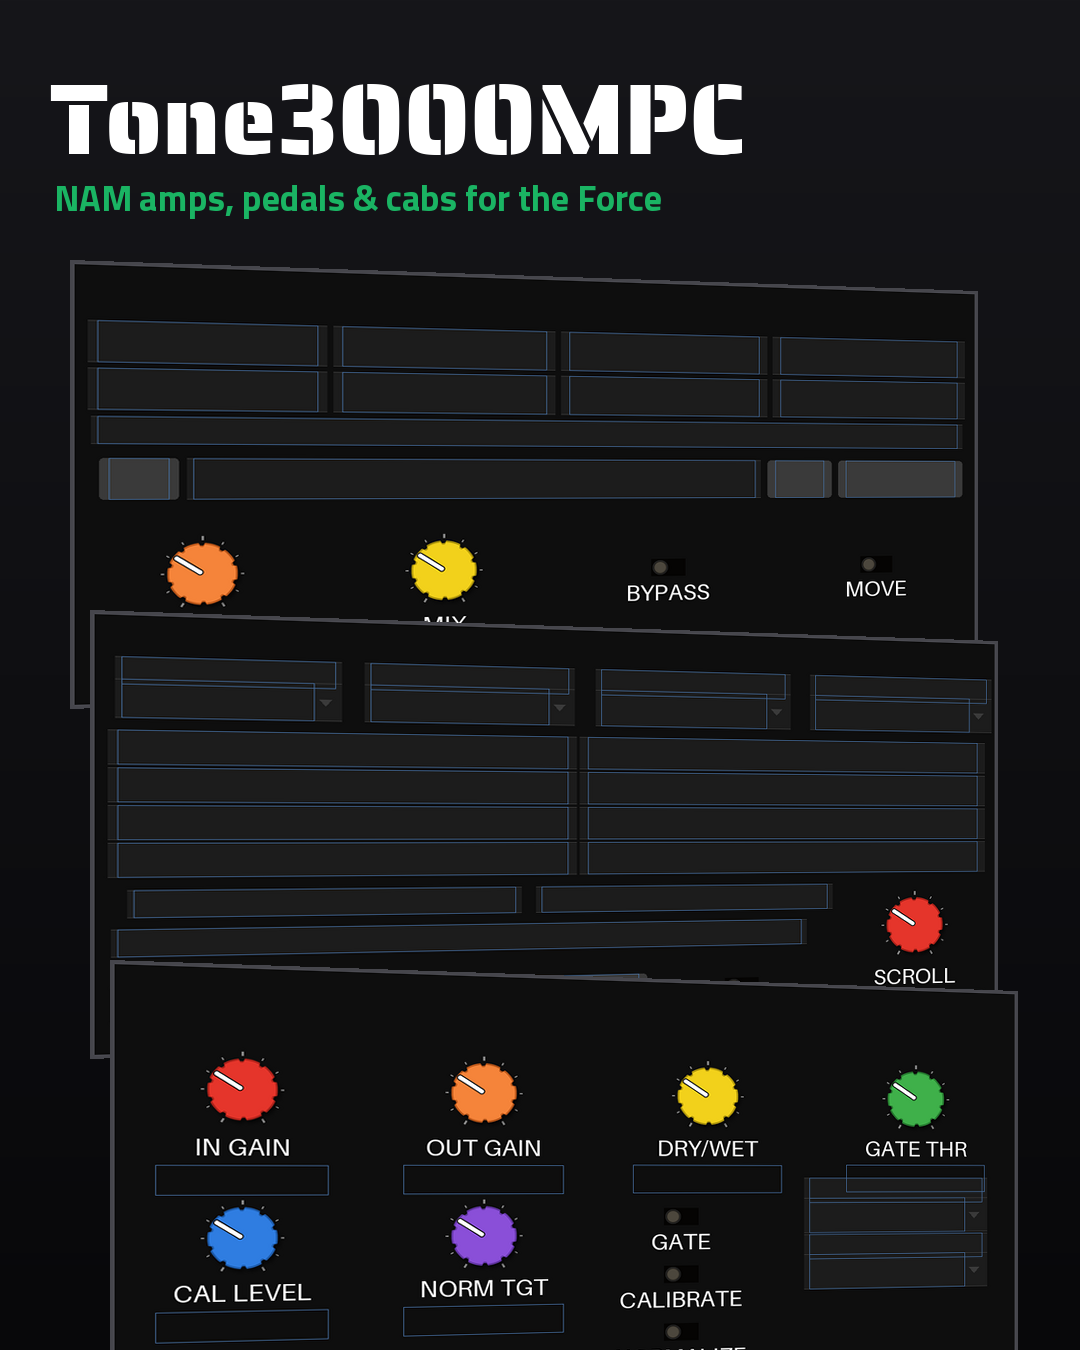 Tone3000MPC
NAM amps, pedals & cabs for the Force
BYPASS
MOVE
MIX
SCROLL
IN GAIN
OUT GAIN
DRY/WET
GATE THR
GATE
CAL LEVEL
NORM TGT
CALIBRATE